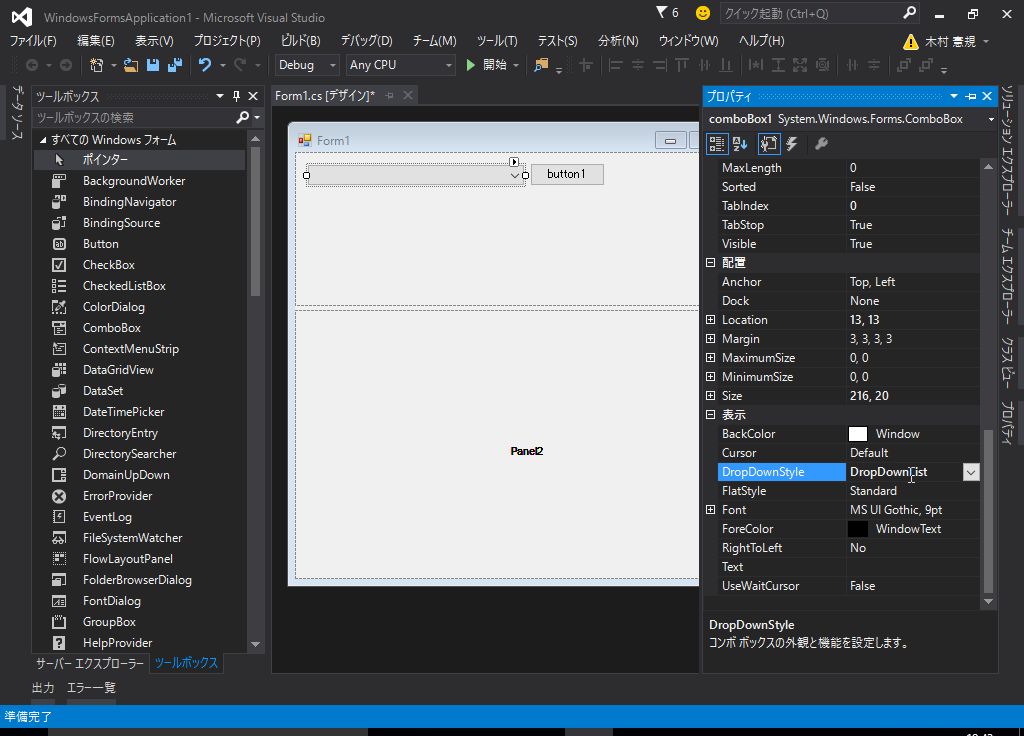 WindowsFormsApplication1 - Microsoft Visual Studio
6
クイック起動 (Ctrl+Q)
ファイル(F) 編集(E) 表示(V) プロジェクト(P) ビルド(B) デバッグ(D) チーム(M) ツール(T) テスト(S) 分析(N) ウィンドウ(W) ヘルプ(H)
木村 憲規
Debug Any CPU 開始
データ ソース
ツールボックス
ツールボックスの検索
すべての Windows フォーム
ポインター
BackgroundWorker
BindingNavigator
BindingSource
Button
CheckBox
CheckedListBox
ColorDialog
ComboBox
ContextMenuStrip
DataGridView
DataSet
DateTimePicker
DirectoryEntry
DirectorySearcher
DomainUpDown
ErrorProvider
EventLog
FileSystemWatcher
FlowLayoutPanel
FolderBrowserDialog
FontDialog
GroupBox
HelpProvider
サーバー エクスプローラー ツールボックス
Form1.cs [デザイン]*
Form1
button1
Panel2
プロパティ
comboBox1 System.Windows.Forms.ComboBox
MaxLength 0
Sorted False
TabIndex 0
TabStop True
Visible True
配置
Anchor Top, Left
Dock None
Location 13, 13
Margin 3, 3, 3, 3
MaximumSize 0, 0
MinimumSize 0, 0
Size 216, 20
表示
BackColor Window
Cursor Default
DropDownStyle DropDownList
FlatStyle Standard
Font MS UI Gothic, 9pt
ForeColor WindowText
RightToLeft No
Text
UseWaitCursor False
DropDownStyle
コンボ ボックスの外観と機能を設定します。
ソリューション エクスプローラー
チーム エクスプローラー
クラス ビュー
プロパティ
出力 エラー一覧
準備完了